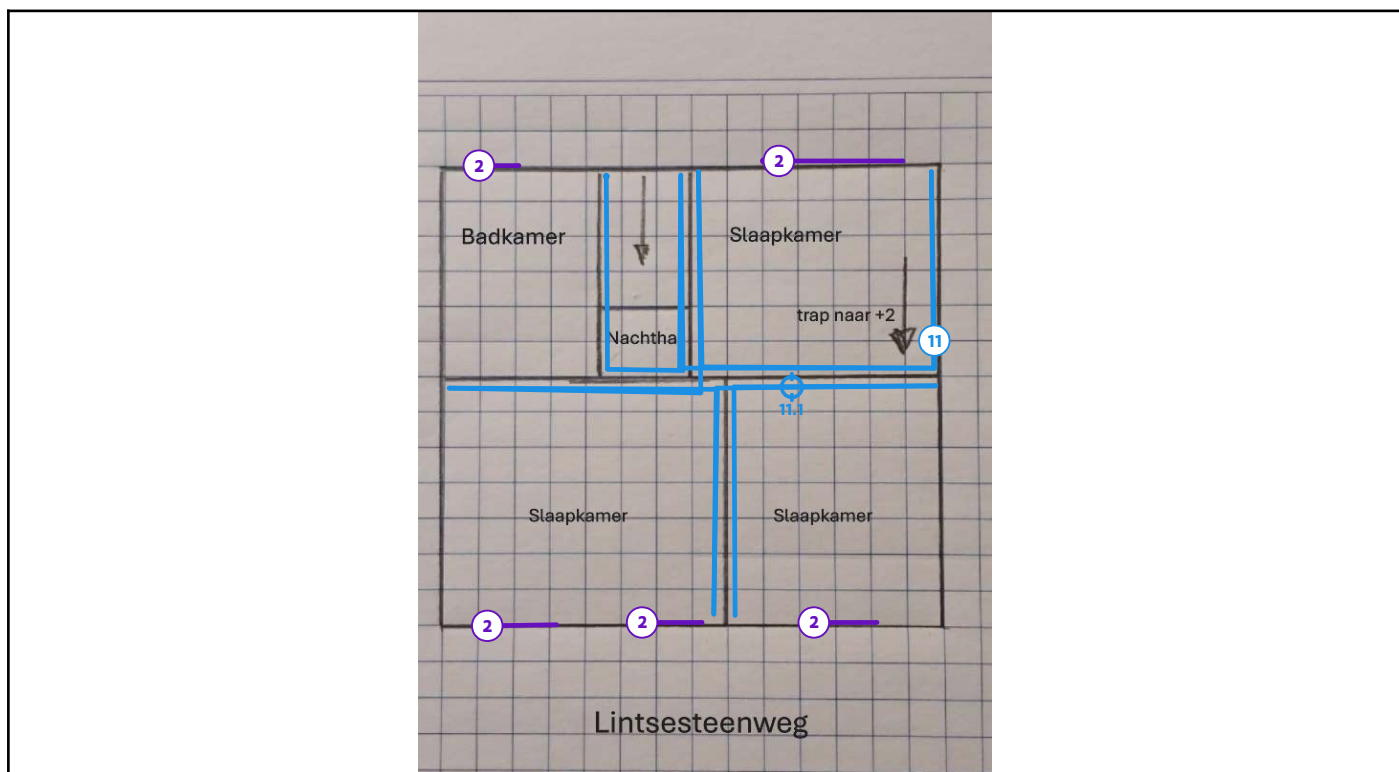 2
2
Badkamer
Slaapkamer
trap naar +2
Nachtha
11
11.1
Slaapkamer
Slaapkamer
2
2
2
Lintsesteenweg